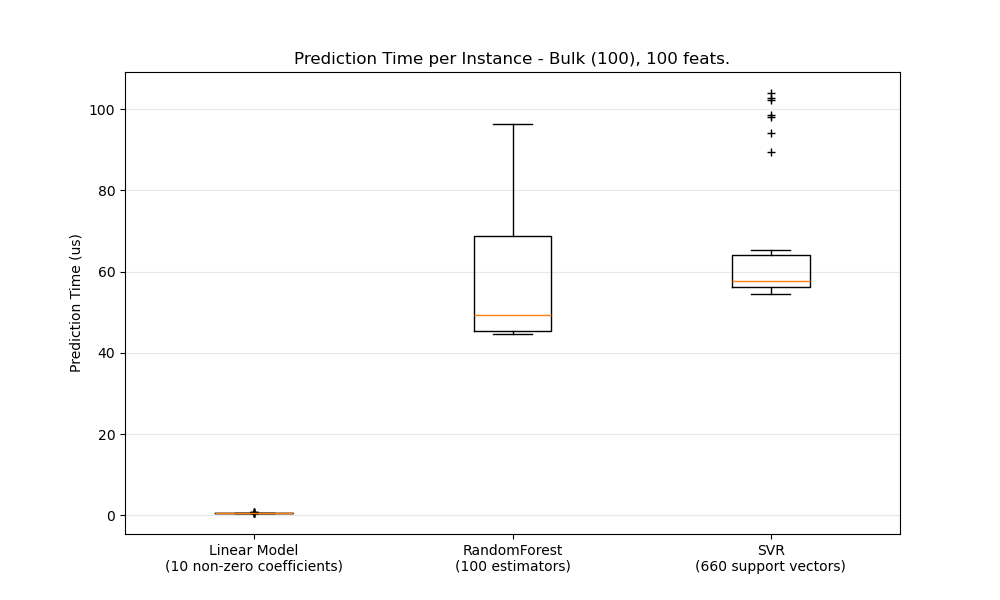 Prediction Time per Instance - Bulk (100), 100 feats.
Prediction Time (us)
100
80
60
40
20
0
Linear Model
(10 non-zero coefficients)
RandomForest
(100 estimators)
SVR
(660 support vectors)